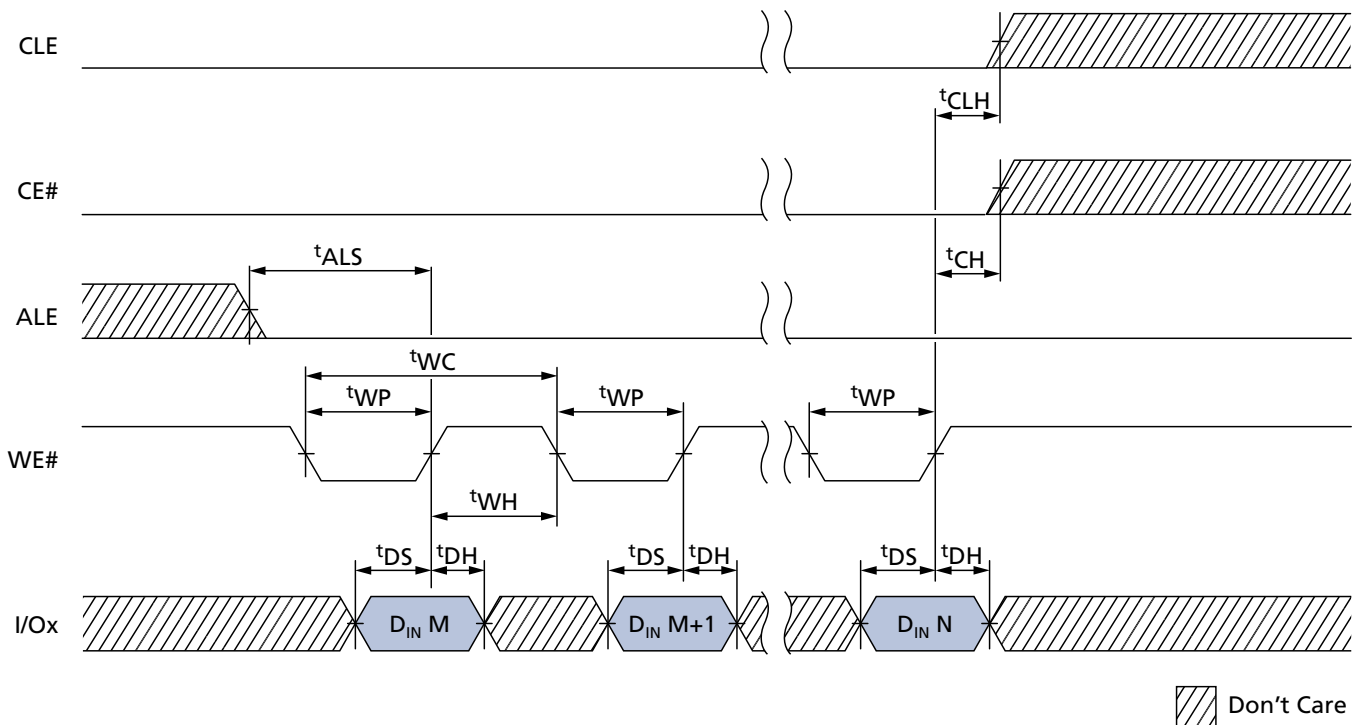 CLE
tCLH
CE#
tALS
tCH
ALE
tWC
tWP tWP tWP
WE#
tWH
tDS tDH tDS tDH tDS tDH
I/Ox DIN M DIN M+1 DIN N
Don't Care